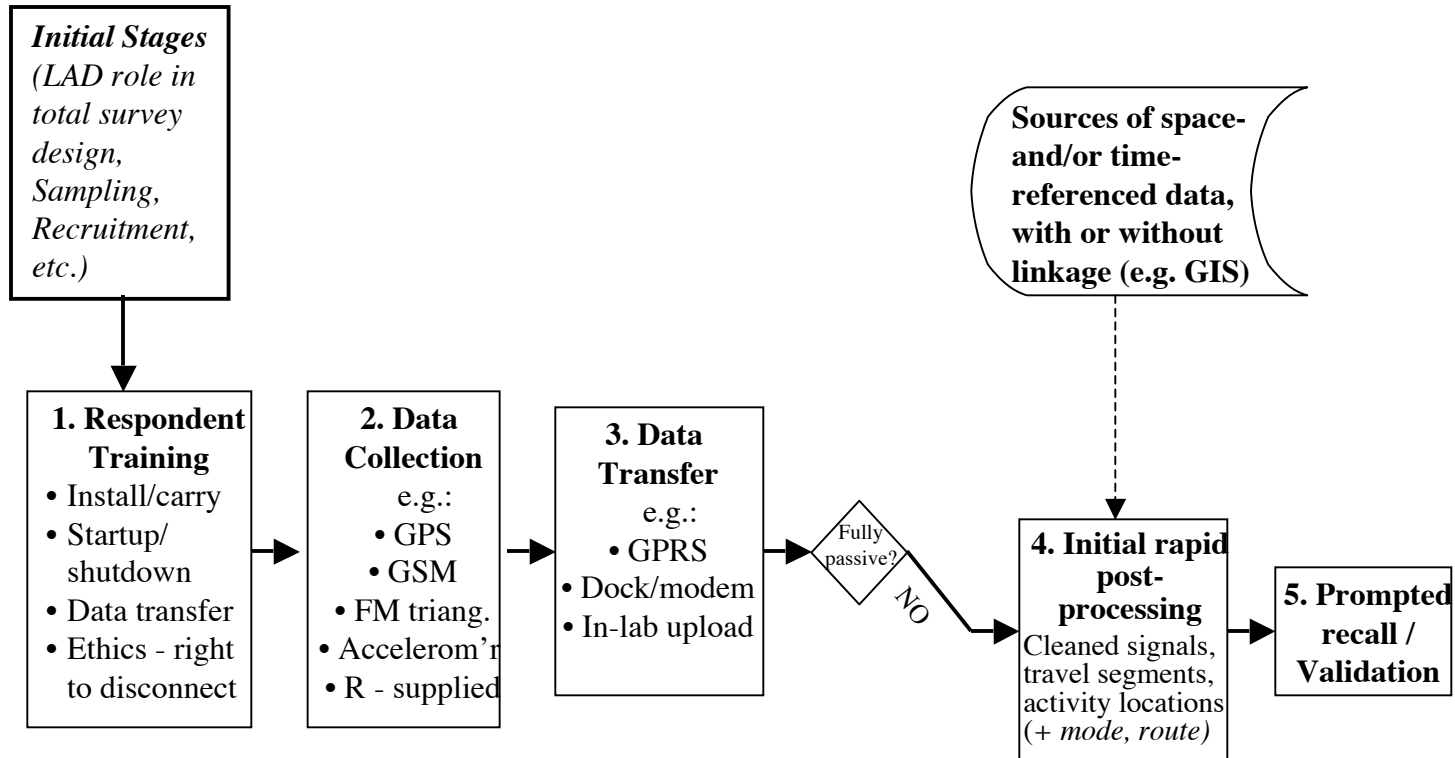 Initial Stages
(LAD role in
total survey
design,
Sampling,
Recruitment,
etc.)
Sources of space-
and/or time-
referenced data,
with or without
linkage (e.g. GIS)
1. Respondent
Training
• Install/carry
• Startup/
shutdown
• Data transfer
• Ethics - right
to disconnect
2. Data
Collection
e.g.:
• GPS
• GSM
• FM triang.
• Accelerom'r
• R - supplied
3. Data
Transfer
e.g.:
• GPRS
• Dock/modem
• In-lab upload
Fully
passive?
NO
4. Initial rapid
post-
processing
Cleaned signals,
travel segments,
activity locations
(+ mode, route)
5. Prompted
recall /
Validation